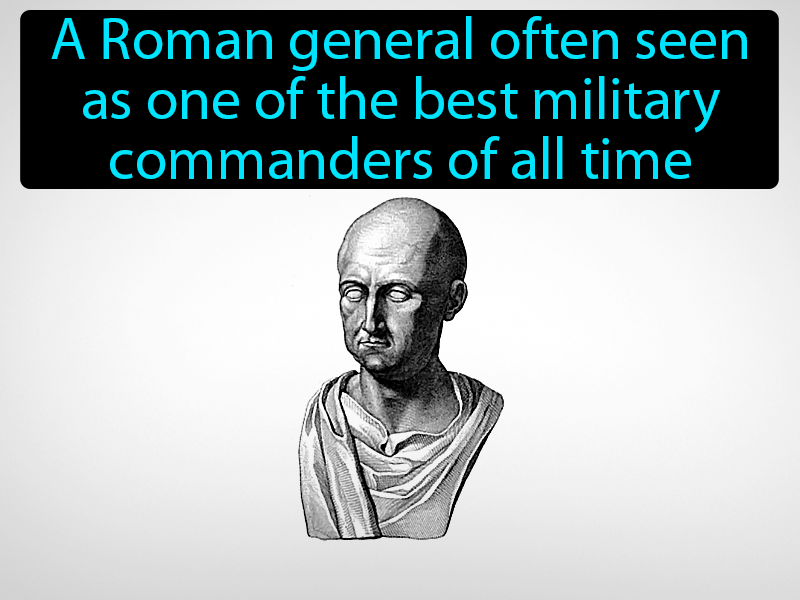 A Roman general often seen
as one of the best military
commanders of all time